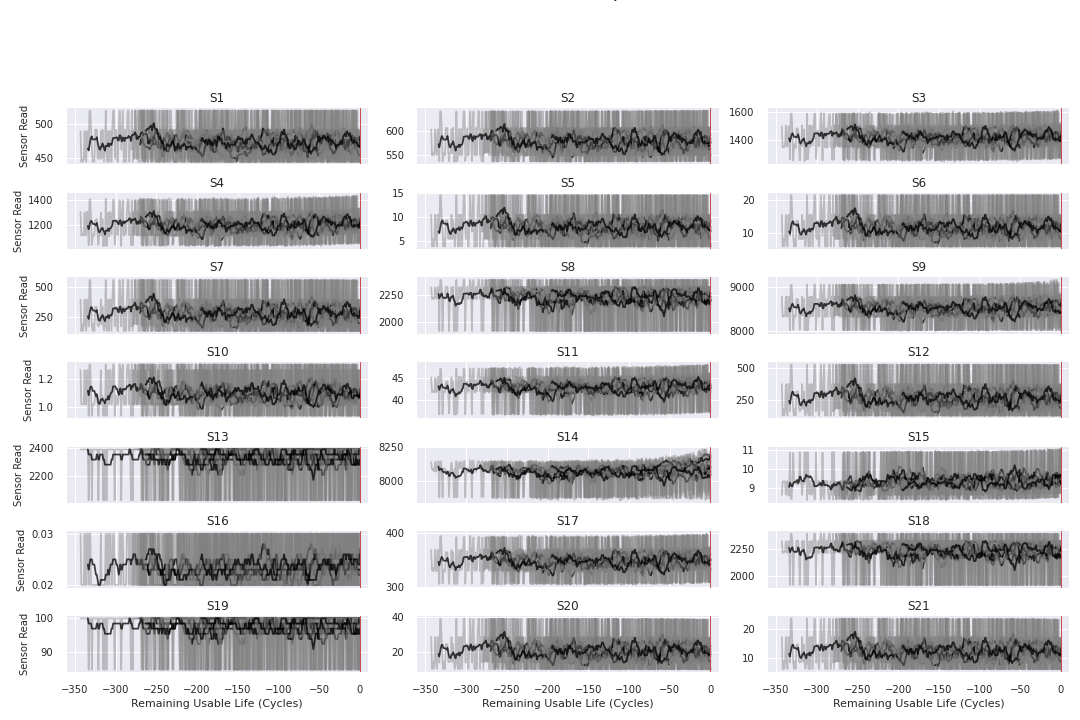 S1 S2 S3
Sensor Read
500
450
600
550
1600
1400
S4 S5 S6
Sensor Read
1400
1200
15
10
5
20
10
S7 S8 S9
Sensor Read
500
250
2250
2000
9000
8000
S10 S11 S12
Sensor Read
1.2
1.0
45
40
500
250
S13 S14 S15
Sensor Read
2400
2200
8250
8000
11
10
9
S16 S17 S18
Sensor Read
0.03
0.02
400
300
2250
2000
S19 S20 S21
Sensor Read
100
90
40
20
20
10
−350 −300 −250 −200 −150 −100 −50 0
−350 −300 −250 −200 −150 −100 −50 0
−350 −300 −250 −200 −150 −100 −50 0
Remaining Usable Life (Cycles) Remaining Usable Life (Cycles) Remaining Usable Life (Cycles)